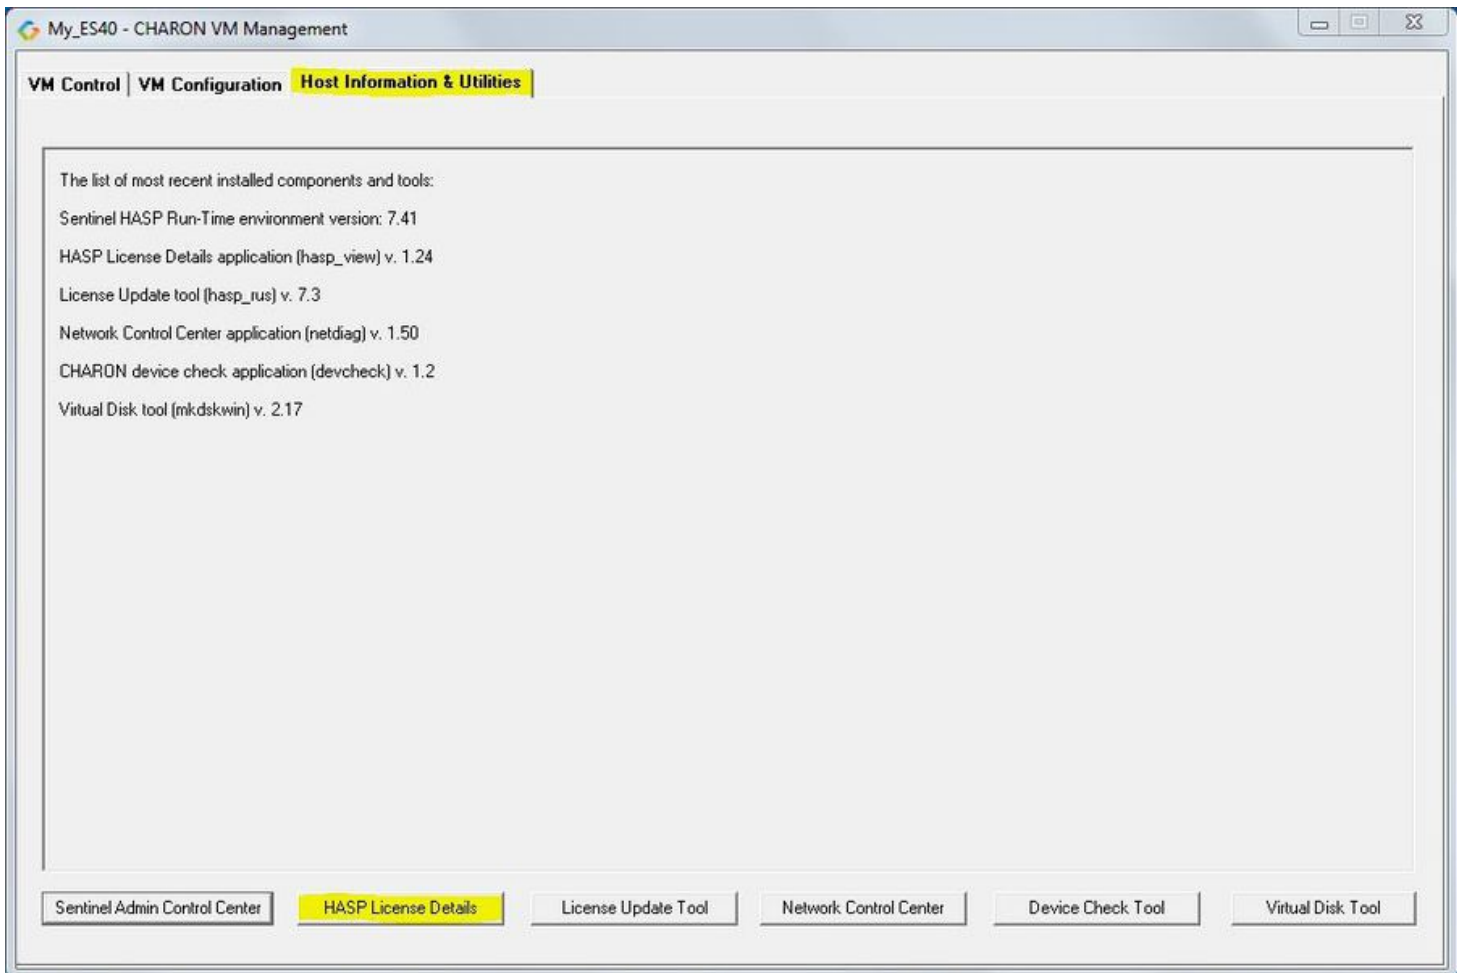 My_ES40 - CHARON VM Management
VM Control VM Configuration Host Information & Utilities
The list of most recent installed components and tools:
Sentinel HASP Run-Time environment version: 7.41
HASP License Details application (hasp_view) v. 1.24
License Update tool (hasp_rus) v. 7.3
Network Control Center application (netdiag) v. 1.50
CHARON device check application (devcheck) v. 1.2
Virtual Disk tool (mkdskwin) v. 2.17
Sentinel Admin Control Center HASP License Details License Update Tool Network Control Center Device Check Tool Virtual Disk Tool